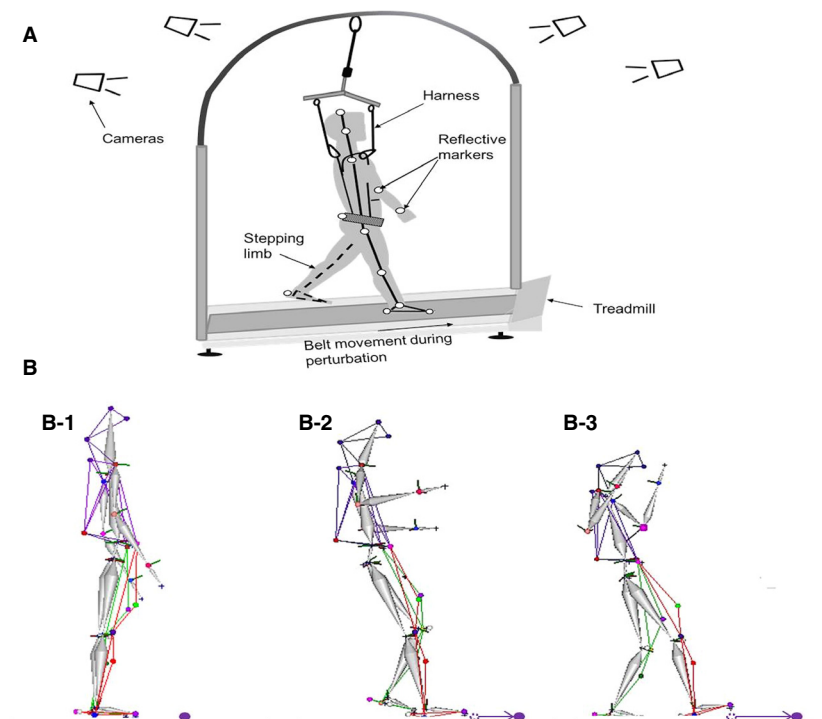 A
Cameras
Harness
Reflective
markers
Stepping
limb
Treadmill
Belt movement during
perturbation
B
B-1
B-2
B-3